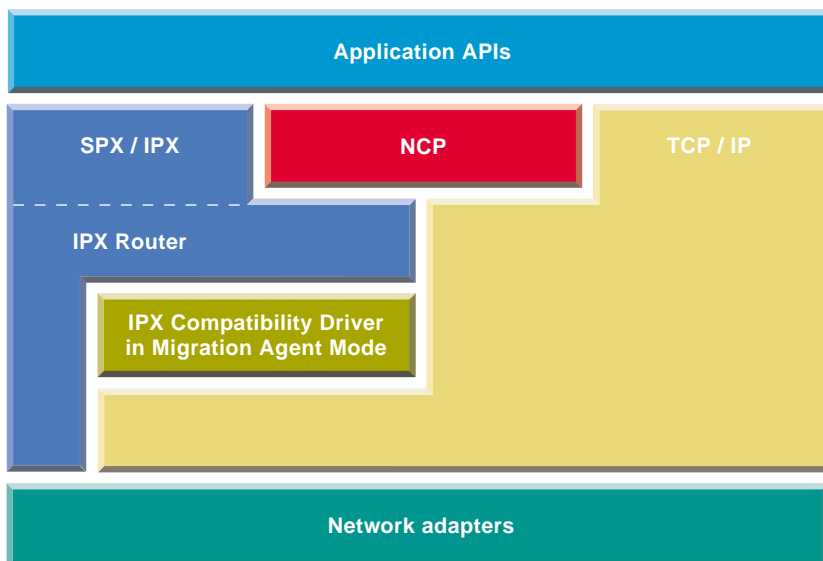 Application APIs
SPX / IPX
NCP
TCP / IP
IPX Router
IPX Compatibility Driver
in Migration Agent Mode
Network adapters